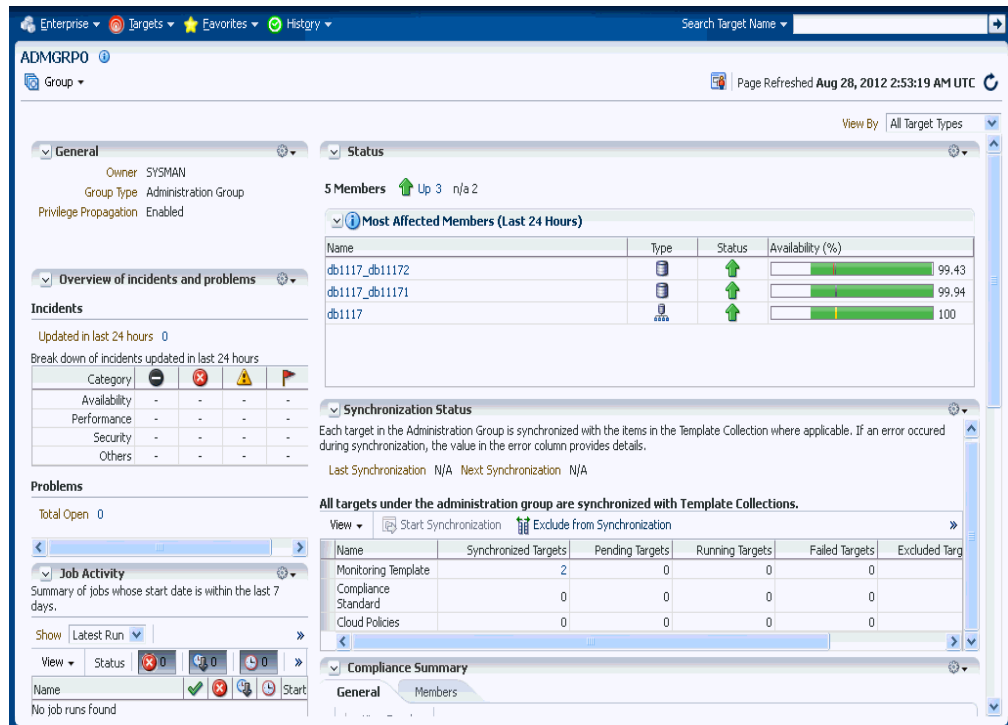 Enterprise Targets Favorites History Search Target Name
ADMGRP0
Group Page Refreshed Aug 28, 2012 2:53:19 AM UTC
View By All Target Types
General
Owner SYSMAN
Group Type Administration Group
Privilege Propagation Enabled
Overview of incidents and problems
Incidents
Updated in last 24 hours 0
Break down of incidents updated in last 24 hours
Category
Availability - - - -
Performance - - - -
Security - - - -
Others - - - -
Problems
Total Open 0
Job Activity
Summary of jobs whose start date is within the last 7
days.
Show Latest Run »
View Status 0 0 0 »
Name Start
No job runs found
Status
5 Members Up 3 n/a 2
Most Affected Members (Last 24 Hours)
Name Type Status Availability (%)
db1117_db11172 99.43
db1117_db11171 99.94
db1117 100
Synchronization Status
Each target in the Administration Group is synchronized with the items in the Template Collection where applicable. If an error occured
during synchronization, the value in the error column provides details.
Last Synchronization N/A Next Synchronization N/A
All targets under the administration group are synchronized with Template Collections.
View Start Synchronization Exclude from Synchronization »
Name Synchronized Targets Pending Targets Running Targets Failed Targets Excluded Targ
Monitoring Template 2 0 0 0
Compliance
Standard 0 0 0 0
Cloud Policies 0 0 0 0
Compliance Summary
General Members